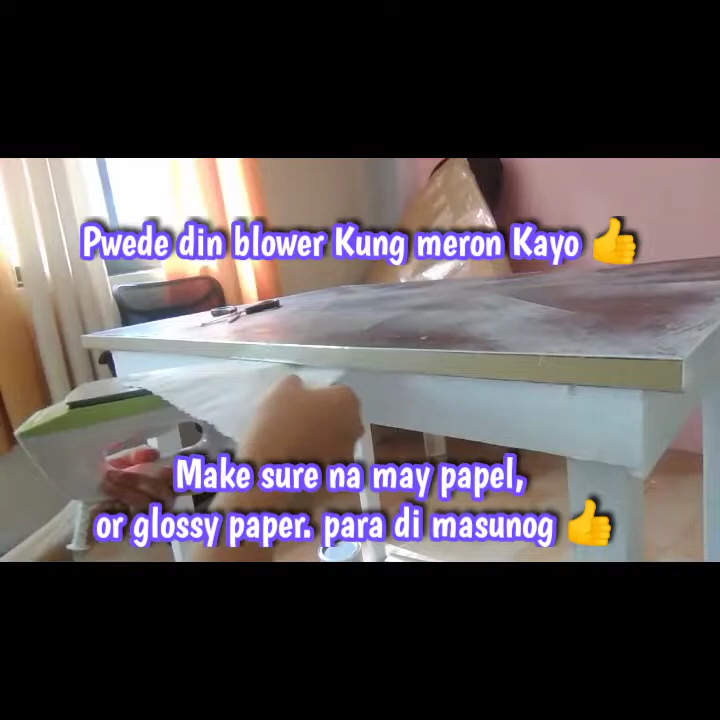 Pwede din blower Kung meron Kayo 👍
Make sure na may papel,
or glossy paper. para di masunog 👍